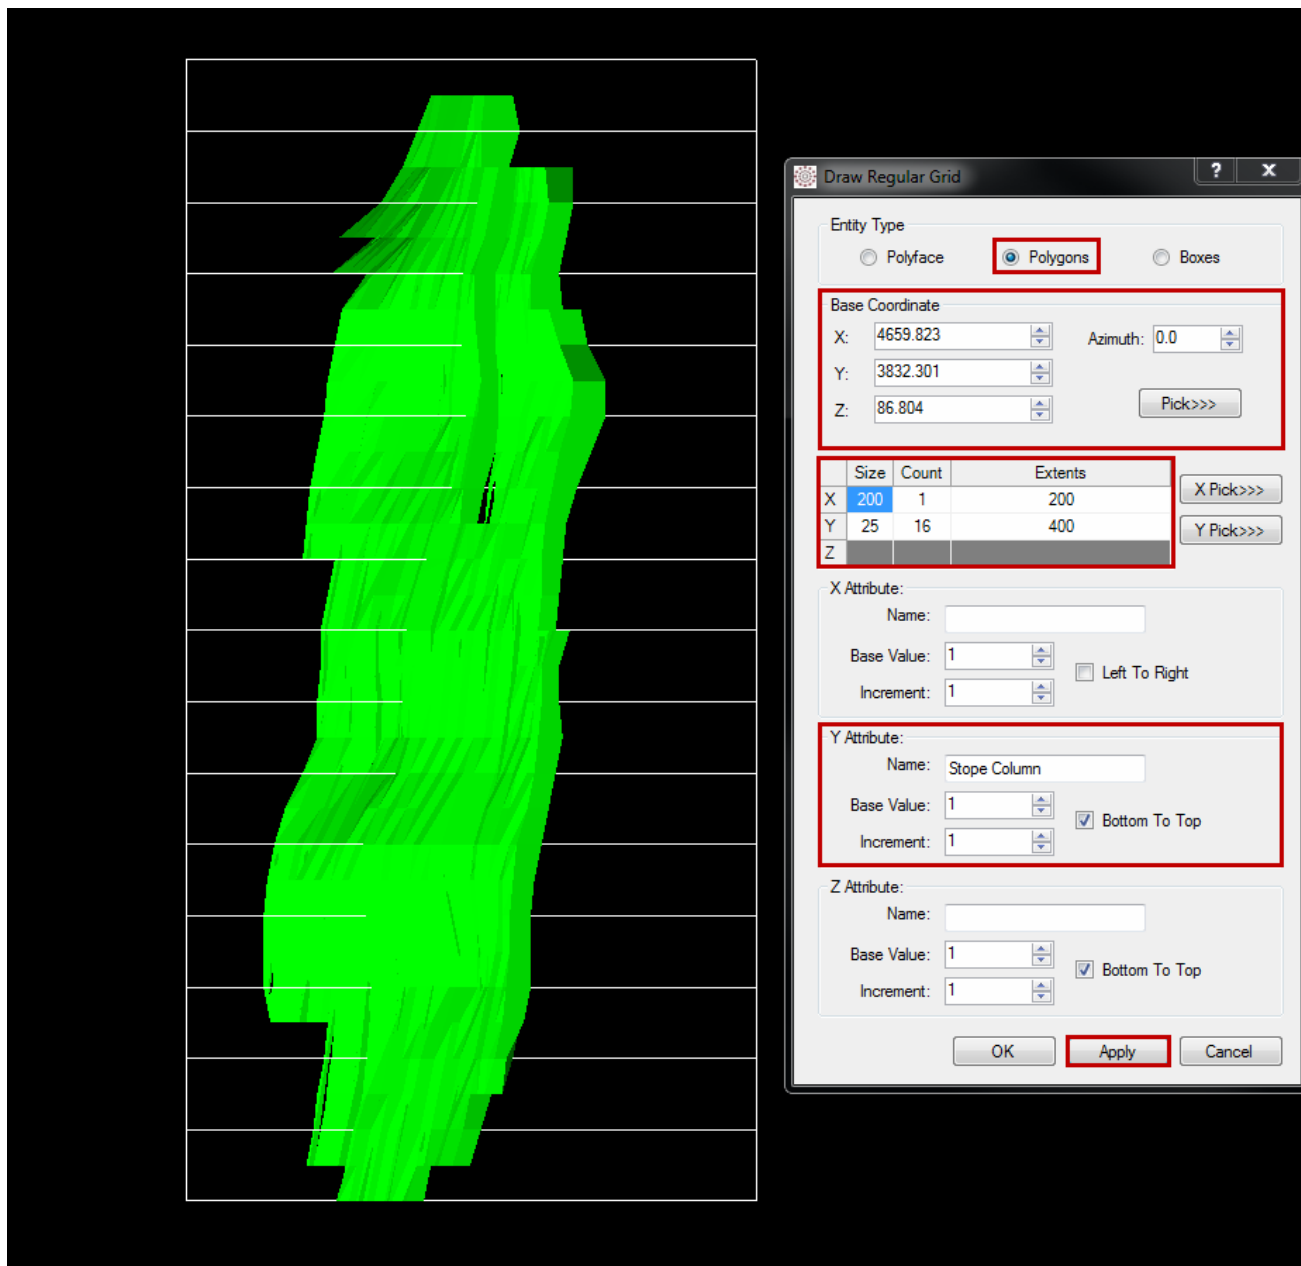 Draw Regular Grid ? X
Entity Type
Polyface Polygons Boxes
Base Coordinate
X: 4659.823 Azimuth: 0.0
Y: 3832.301
Z: 86.804 Pick>>>
Size Count Extents
X 200 1 200 X Pick>>>
Y 25 16 400 Y Pick>>>
Z
X Attribute:
Name:
Base Value: 1
Left To Right
Increment: 1
Y Attribute:
Name: Stope Column
Base Value: 1
Bottom To Top
Increment: 1
Z Attribute:
Name:
Base Value: 1
Bottom To Top
Increment: 1
OK Apply Cancel